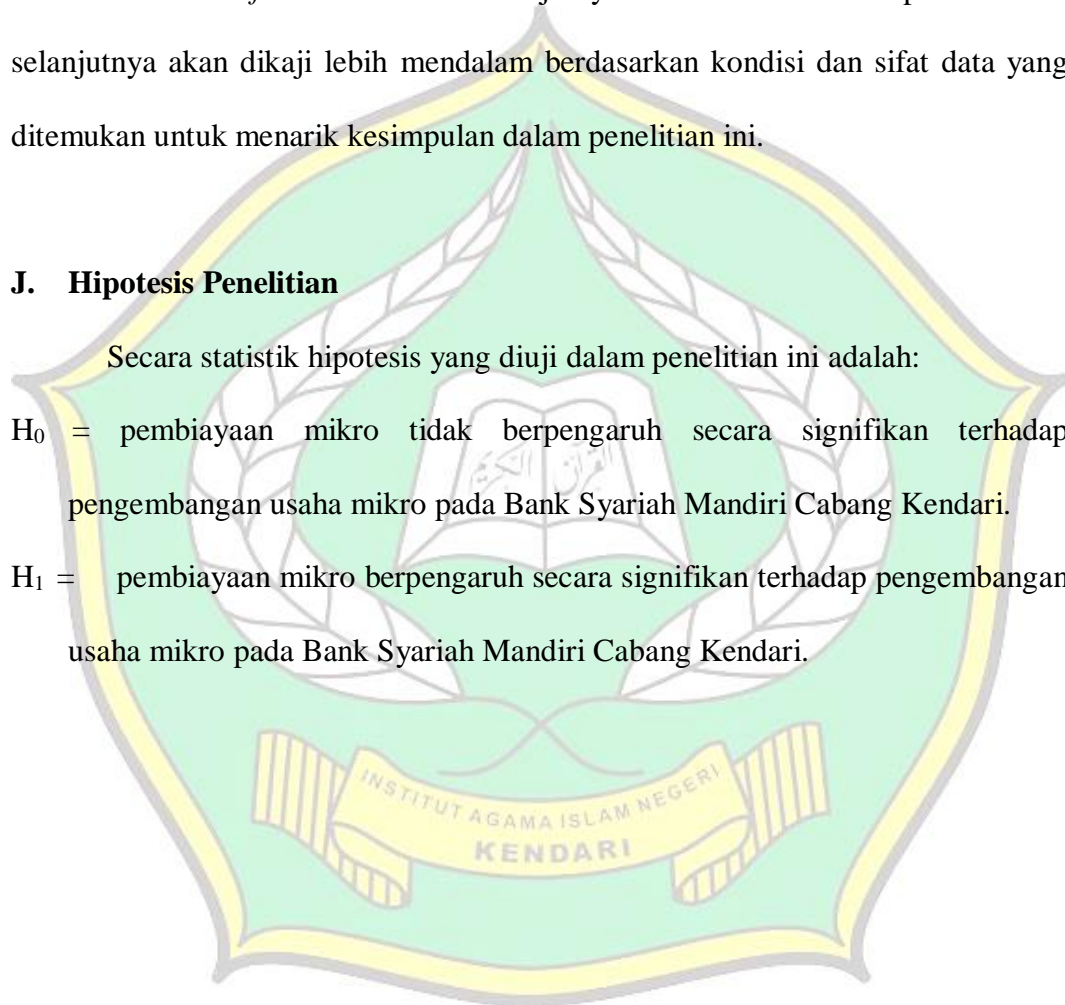 selanjutnya akan dikaji lebih mendalam berdasarkan kondisi dan sifat data yang
ditemukan untuk menarik kesimpulan dalam penelitian ini.
J. Hipotesis Penelitian
Secara statistik hipotesis yang diuji dalam penelitian ini adalah:
H₀ = pembiayaan mikro tidak berpengaruh secara signifikan terhadap
pengembangan usaha mikro pada Bank Syariah Mandiri Cabang Kendari.
H₁ = pembiayaan mikro berpengaruh secara signifikan terhadap pengembangan
usaha mikro pada Bank Syariah Mandiri Cabang Kendari.
INSTITUT AGAMA ISLAM NEGERI
KENDARI